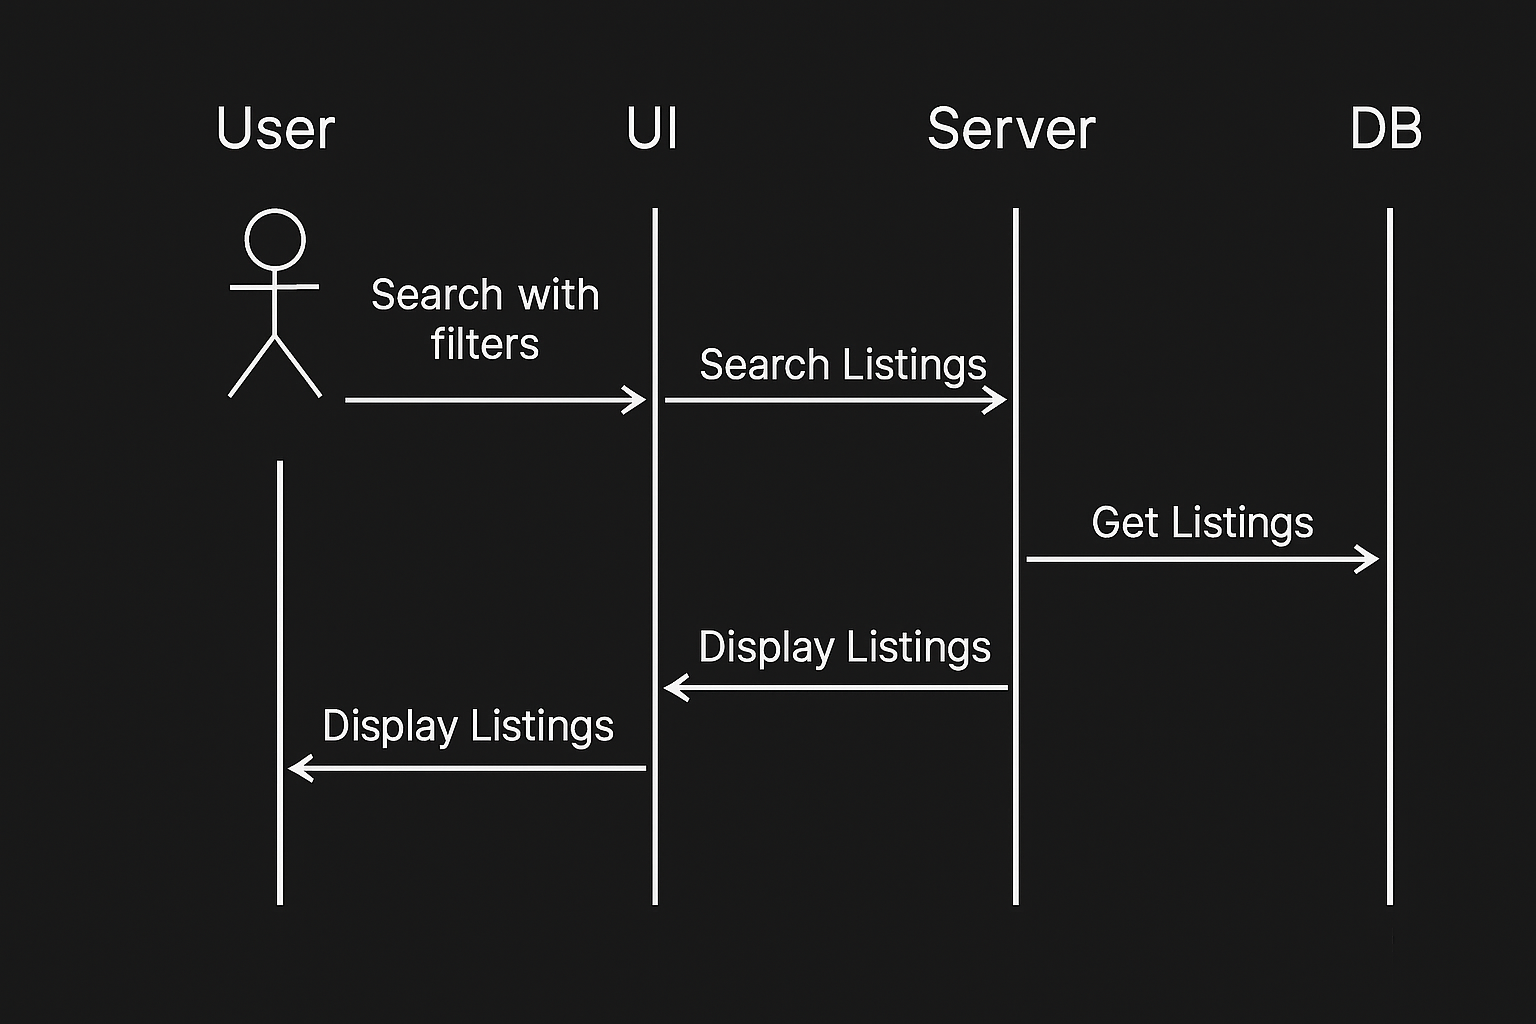 User
UI
Server
DB
Search with
filters
Search Listings
Get Listings
Display Listings
Display Listings